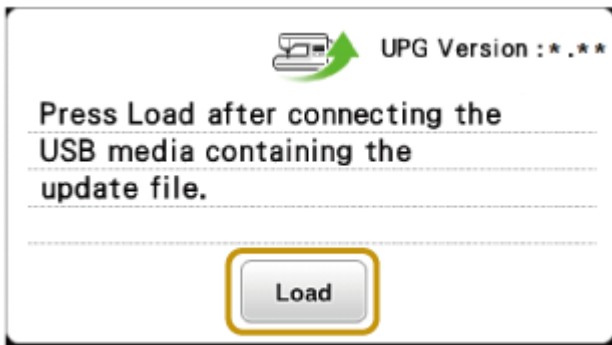 UPG Version :*.**
Press Load after connecting the
USB media containing the
update file.
Load